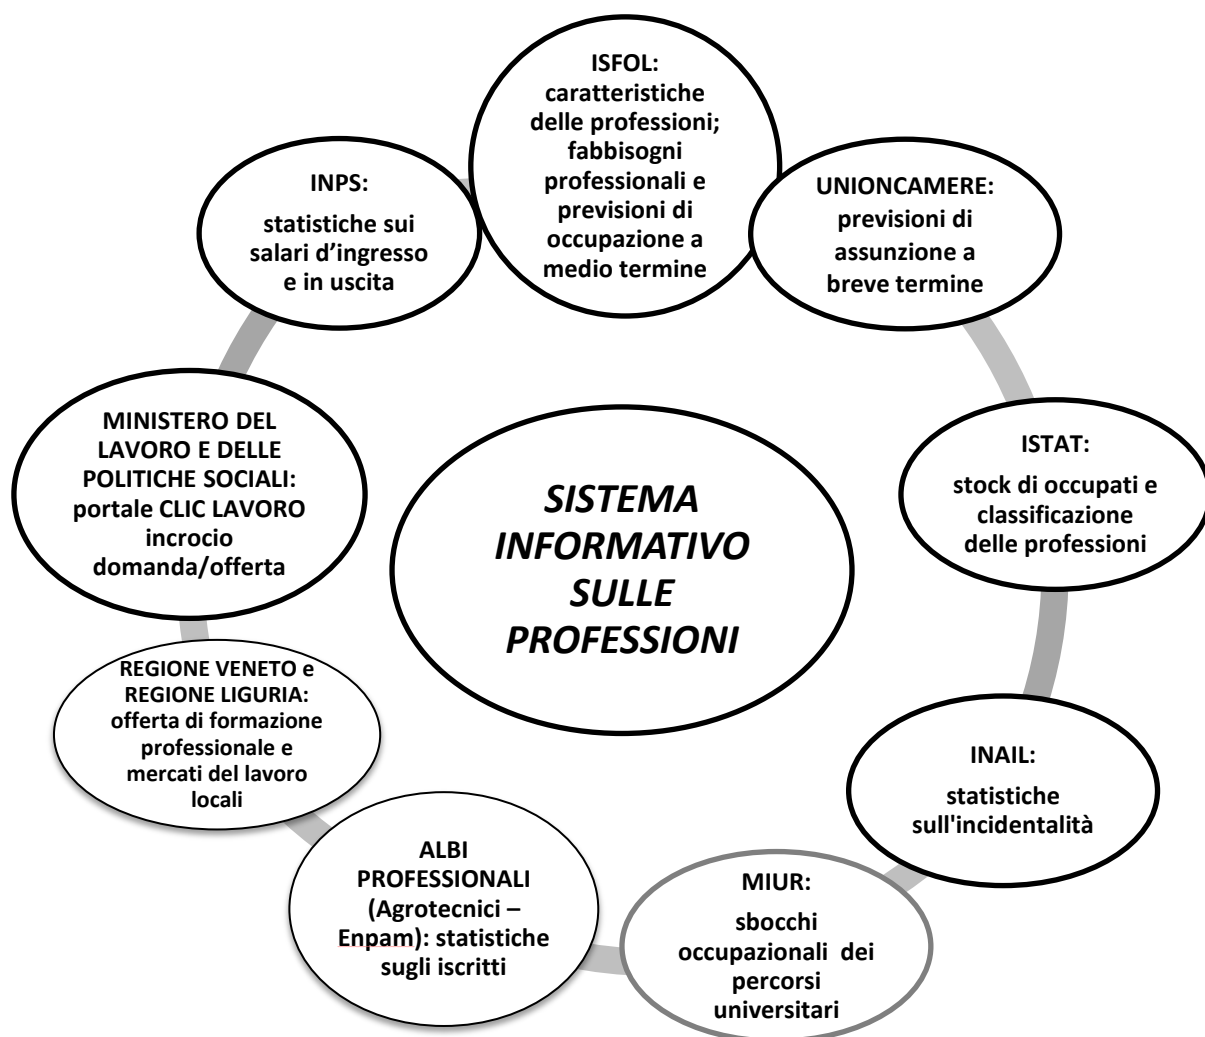 ISFOL:
caratteristiche
delle professioni;
fabbisogni
professionali e
previsioni di
occupazione a
medio termine
UNIONCAMERE:
previsioni di
assunzione a
breve termine
ISTAT:
stock di occupati e
classificazione
delle professioni
INAIL:
statistiche
sull'incidentalità
MIUR:
sbocchi
occupazionali dei
percorsi
universitari
ALBI
PROFESSIONALI
(Agrotecnici –
Enpam): statistiche
sugli iscritti
REGIONE VENETO e
REGIONE LIGURIA:
offerta di formazione
professionale e
mercati del lavoro
locali
MINISTERO DEL
LAVORO E DELLE
POLITICHE SOCIALI:
portale CLIC LAVORO
incrocio
domanda/offerta
INPS:
statistiche sui
salari d’ingresso
e in uscita
SISTEMA
INFORMATIVO
SULLE
PROFESSIONI